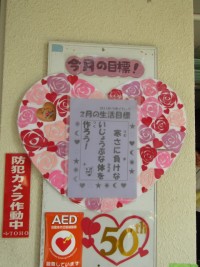 今月の目標!
2月の生活目標
寒さに負けな
いじょうぶな体を
作ろう!
防犯カメラ作動中
AED
50th